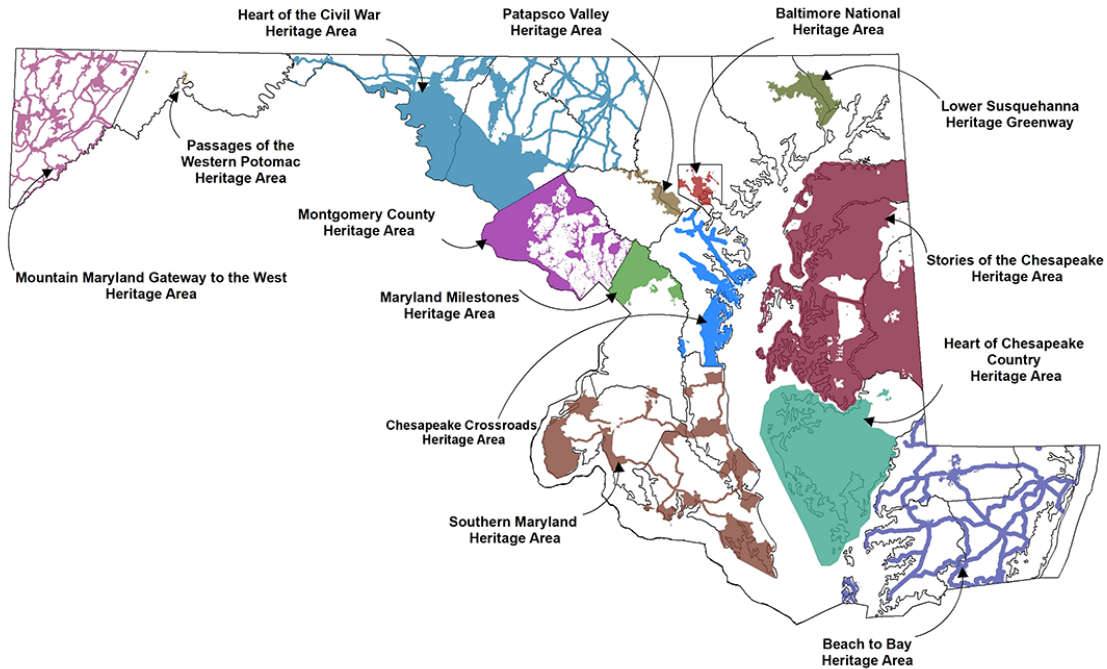 Heart of the Civil War
Heritage Area
Patapsco Valley
Heritage Area
Baltimore National
Heritage Area
Lower Susquehanna
Heritage Greenway
Passages of the
Western Potomac
Heritage Area
Montgomery County
Heritage Area
Mountain Maryland Gateway to the West
Heritage Area
Stories of the Chesapeake
Heritage Area
Maryland Milestones
Heritage Area
Heart of Chesapeake
Country
Heritage Area
Chesapeake Crossroads
Heritage Area
Southern Maryland
Heritage Area
Beach to Bay
Heritage Area